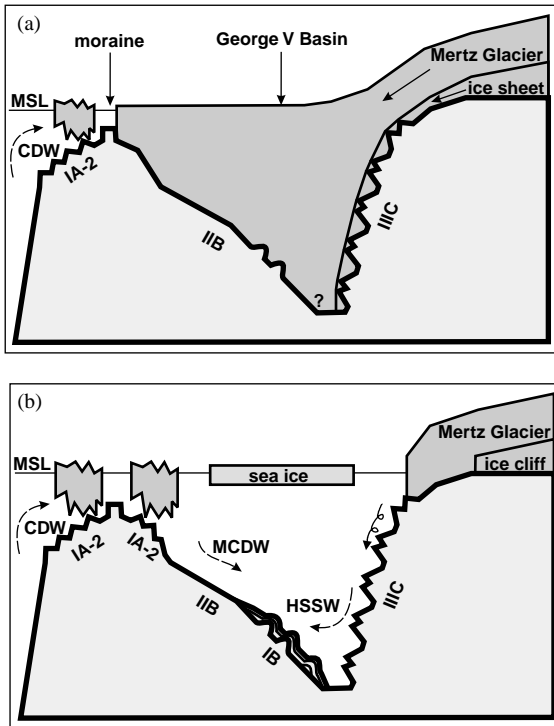 (a)
moraine
George V Basin
Mertz Glacier
ice sheet
MSL
CDW
IA-2
IIB
IIIC
?
(b)
Mertz Glacier
ice cliff
MSL
sea ice
CDW
IA-2
IA-2
MCDW
HSSW
IIB
IB
IIIC